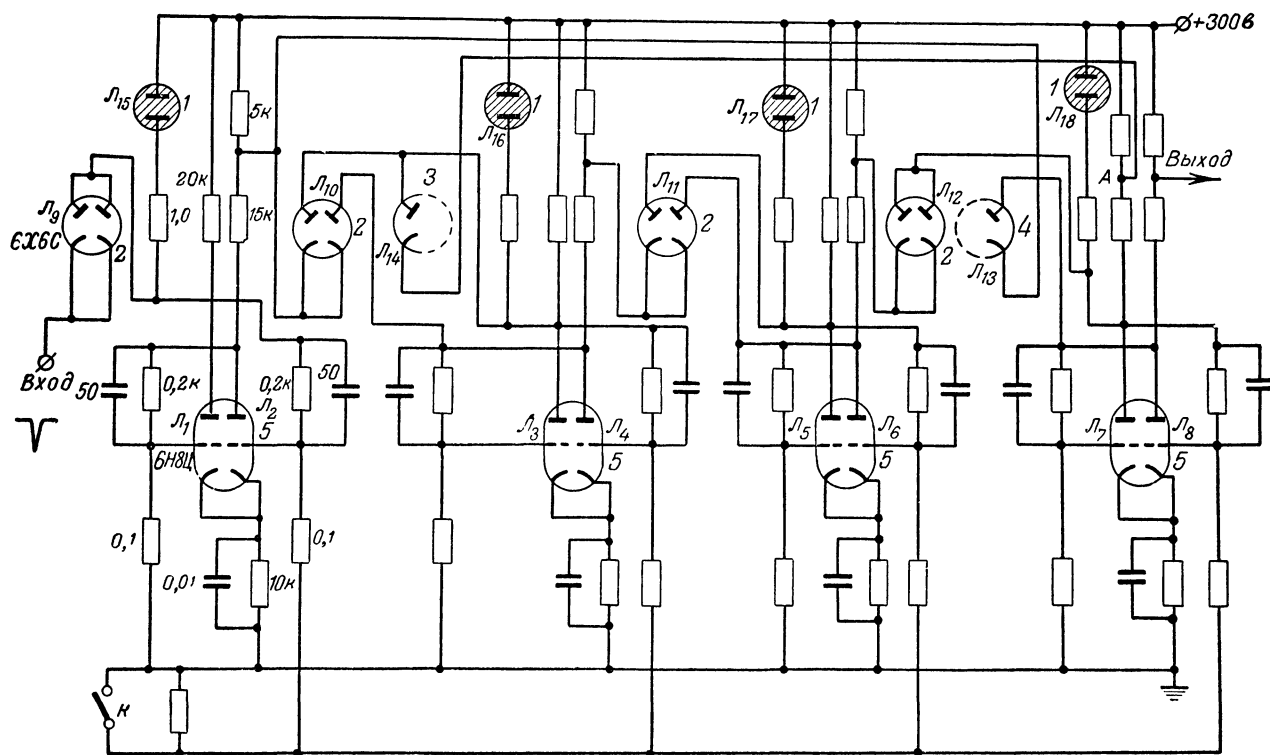 +300в
Л15
1
5к
Л16
1
Л17
1
1
Л18
Л9
6Х6С
2
1,0
20к
15к
Л10
2
3
Л14
Л11
2
Л12
2
4
Л13
А
Выход
Вход
50
0,2к
0,2к
50
Л1
Л2
5
6Н8Ц
Л3
Л4
5
Л5
Л6
5
Л7
Л8
5
0,1
0,01
10к
0,1
К